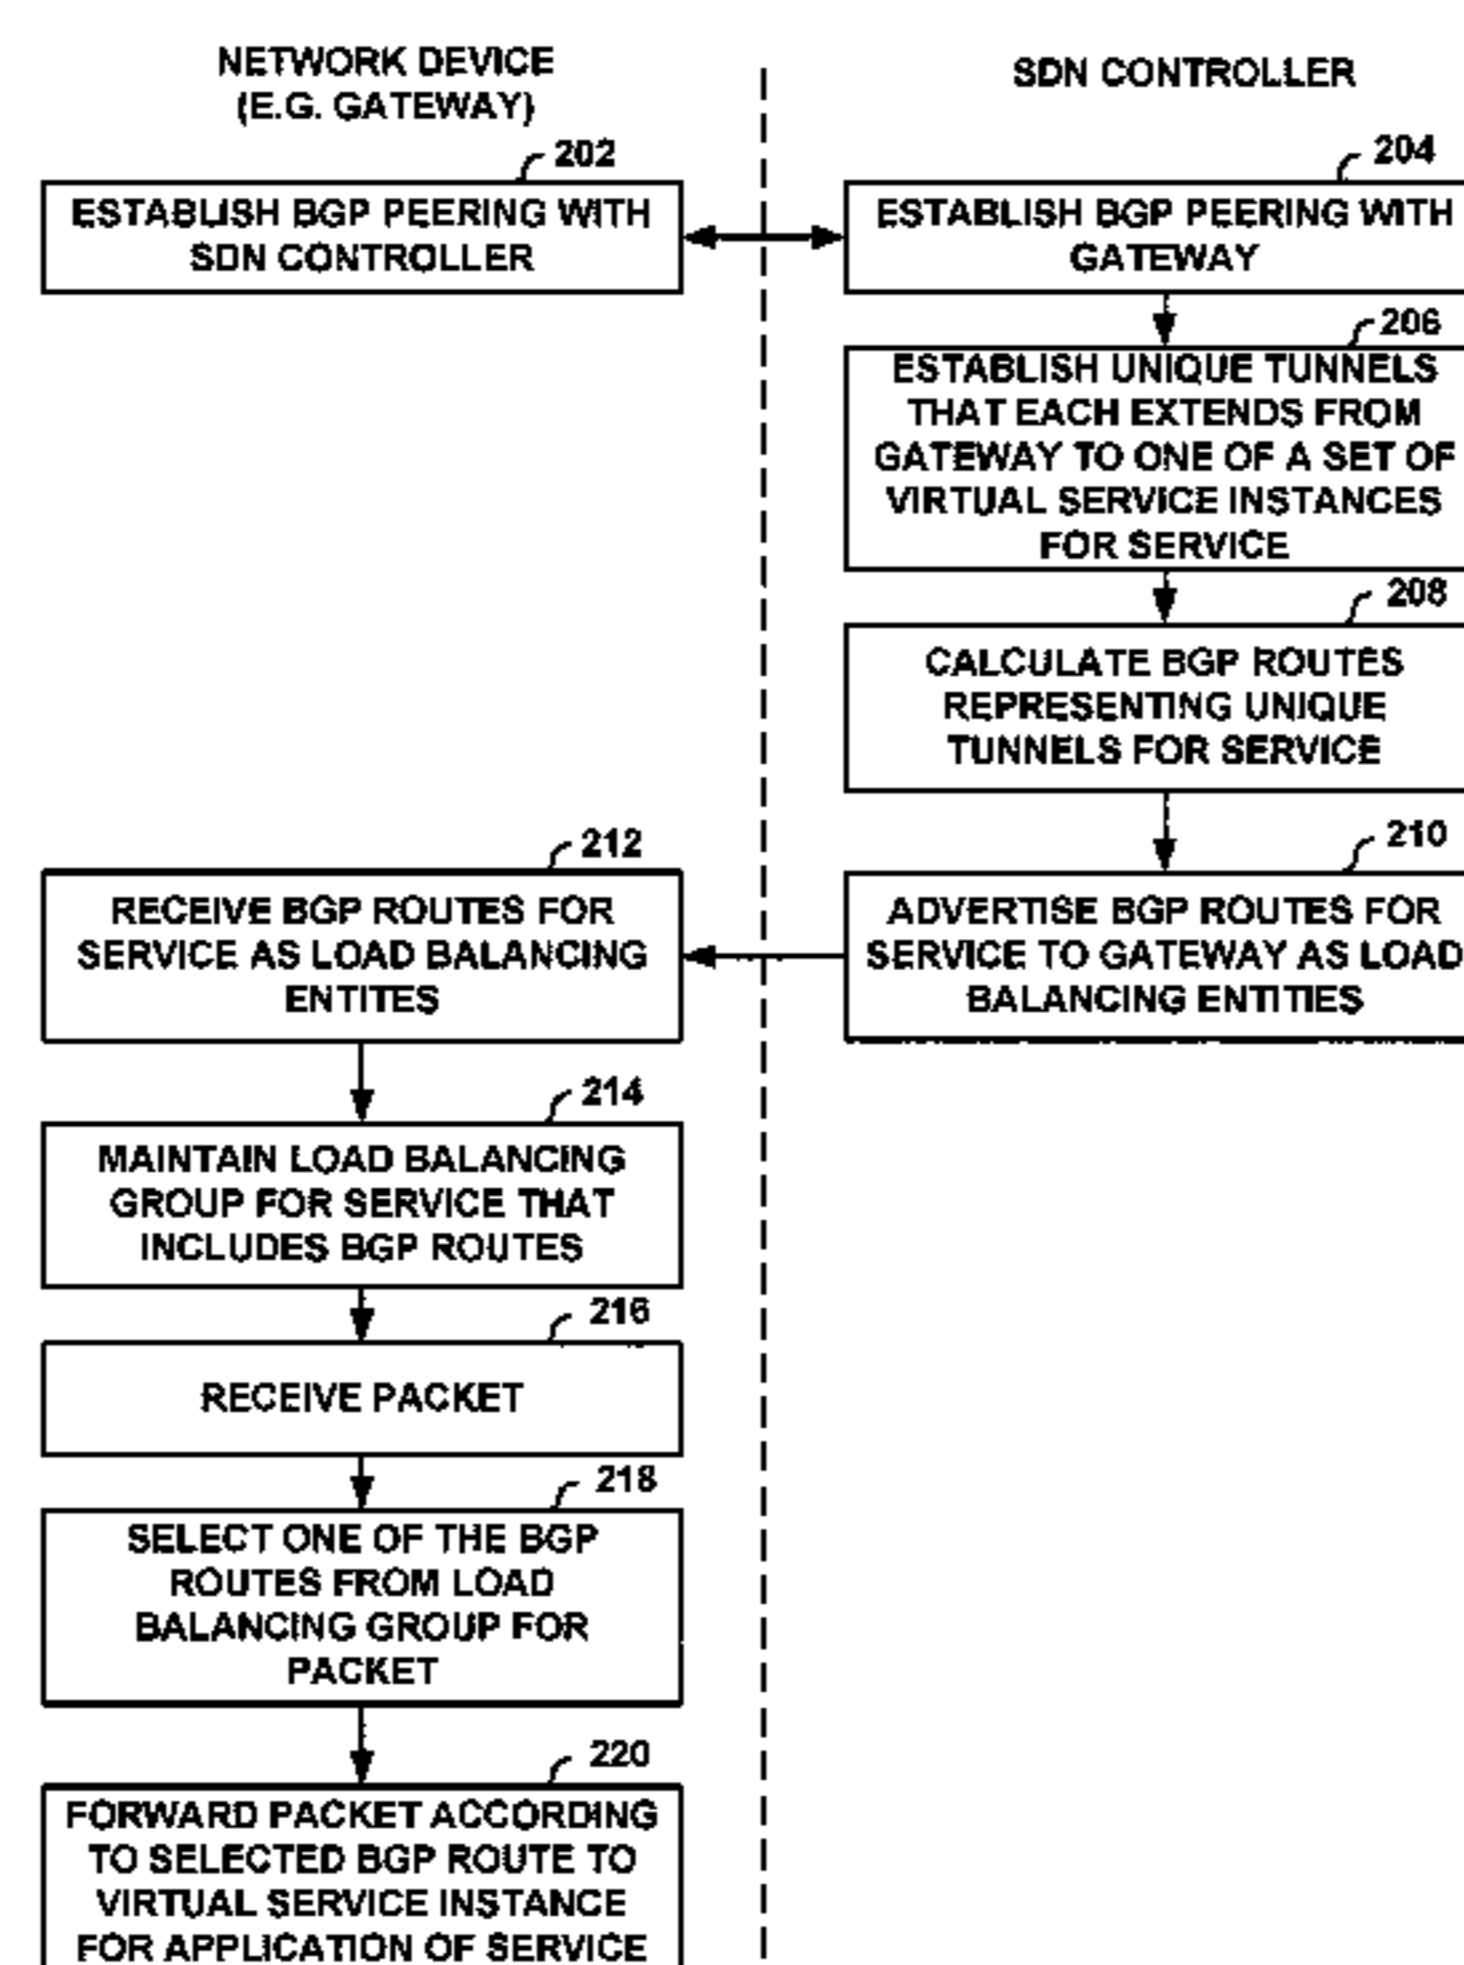 NETWORK DEVICE
(E.G. GATEWAY)
SDN CONTROLLER
202
ESTABLISH BGP PEERING WITH
SDN CONTROLLER
204
ESTABLISH BGP PEERING WITH
GATEWAY
206
ESTABLISH UNIQUE TUNNELS
THAT EACH EXTENDS FROM
GATEWAY TO ONE OF A SET OF
VIRTUAL SERVICE INSTANCES
FOR SERVICE
208
CALCULATE BGP ROUTES
REPRESENTING UNIQUE
TUNNELS FOR SERVICE
210
ADVERTISE BGP ROUTES FOR
SERVICE TO GATEWAY AS LOAD
BALANCING ENTITIES
212
RECEIVE BGP ROUTES FOR
SERVICE AS LOAD BALANCING
ENTITES
214
MAINTAIN LOAD BALANCING
GROUP FOR SERVICE THAT
INCLUDES BGP ROUTES
216
RECEIVE PACKET
218
SELECT ONE OF THE BGP
ROUTES FROM LOAD
BALANCING GROUP FOR
PACKET
220
FORWARD PACKET ACCORDING
TO SELECTED BGP ROUTE TO
VIRTUAL SERVICE INSTANCE
FOR APPLICATION OF SERVICE